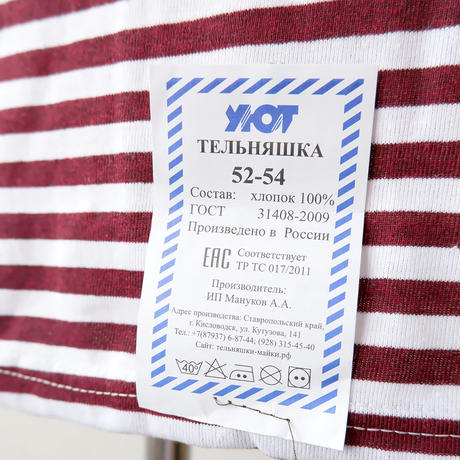 УЮТ
ТЕЛЬНЯШКА
52-54
Состав: хлопок 100%
ГОСТ 31408-2009
Произведено в России
ЕАС Соответствует
ТР ТС 017/2011
Производитель:
ИП Мануков А.А.
Адрес производства: Ставропольский край,
г. Кисловодск, ул. Кутузова, 141
Тел.: +7(87937) 6-87-44; (928) 315-45-40
Сайт: тельняшки-майки.рф
40°